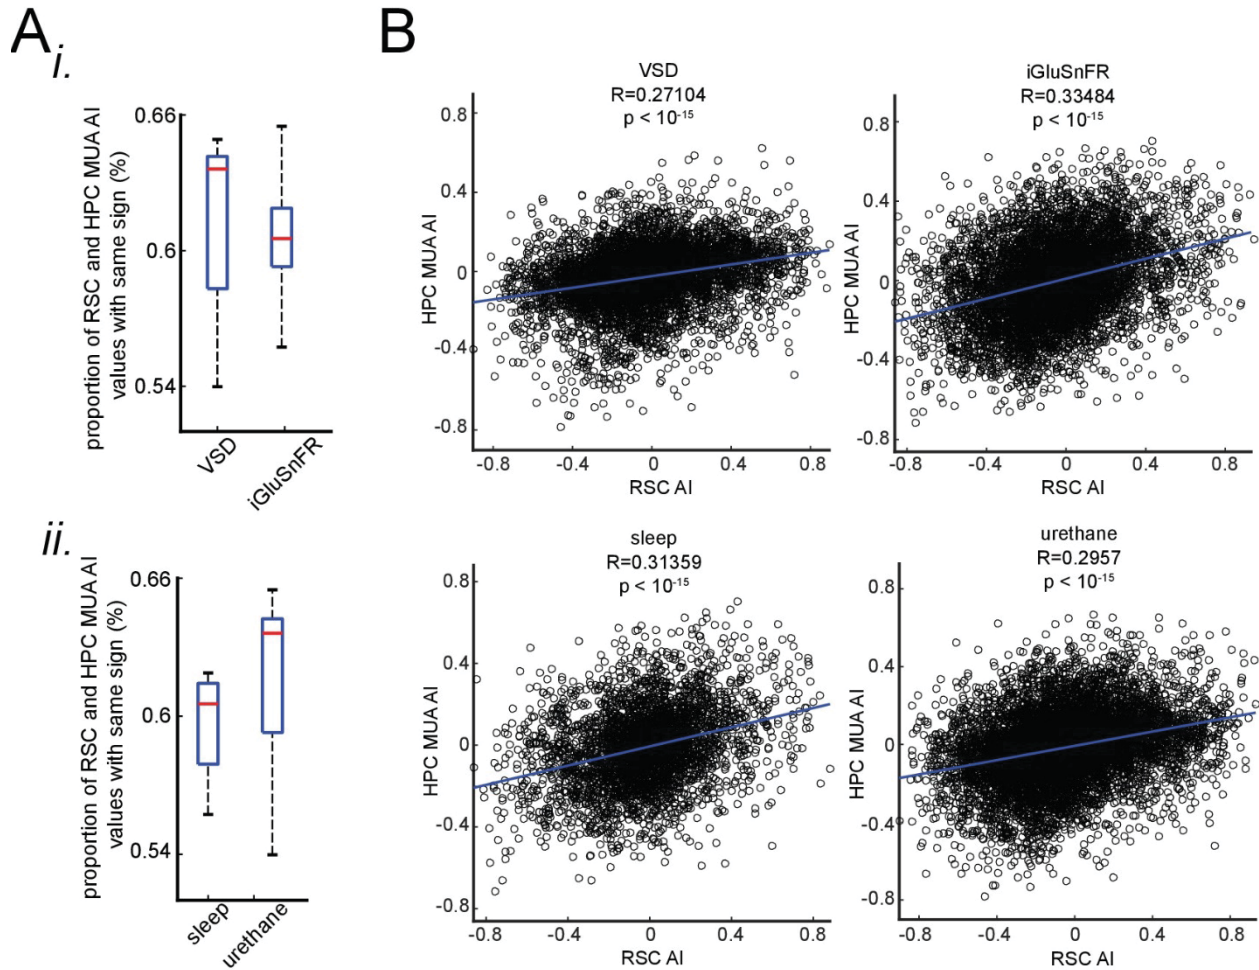 A
i.
proportion of RSC and HPC MUA AI
values with same sign (%)
0.66
0.6
0.54
VSD
iGluSnFR
ii.
proportion of RSC and HPC MUA AI
values with same sign (%)
0.66
0.6
0.54
sleep
urethane
B
VSD
R=0.27104
p < 10⁻¹⁵
HPC MUA AI
0.8
0.4
0
-0.4
-0.8
-0.8 -0.4 0 0.4 0.8
RSC AI
iGluSnFR
R=0.33484
p < 10⁻¹⁵
HPC MUA AI
0.8
0.4
0
-0.4
-0.8
-0.8 -0.4 0 0.4 0.8
RSC AI
sleep
R=0.31359
p < 10⁻¹⁵
HPC MUA AI
0.8
0.4
0
-0.4
-0.8
-0.8 -0.4 0 0.4 0.8
RSC AI
urethane
R=0.2957
p < 10⁻¹⁵
HPC MUA AI
0.8
0.4
0
-0.4
-0.8
-0.8 -0.4 0 0.4 0.8
RSC AI